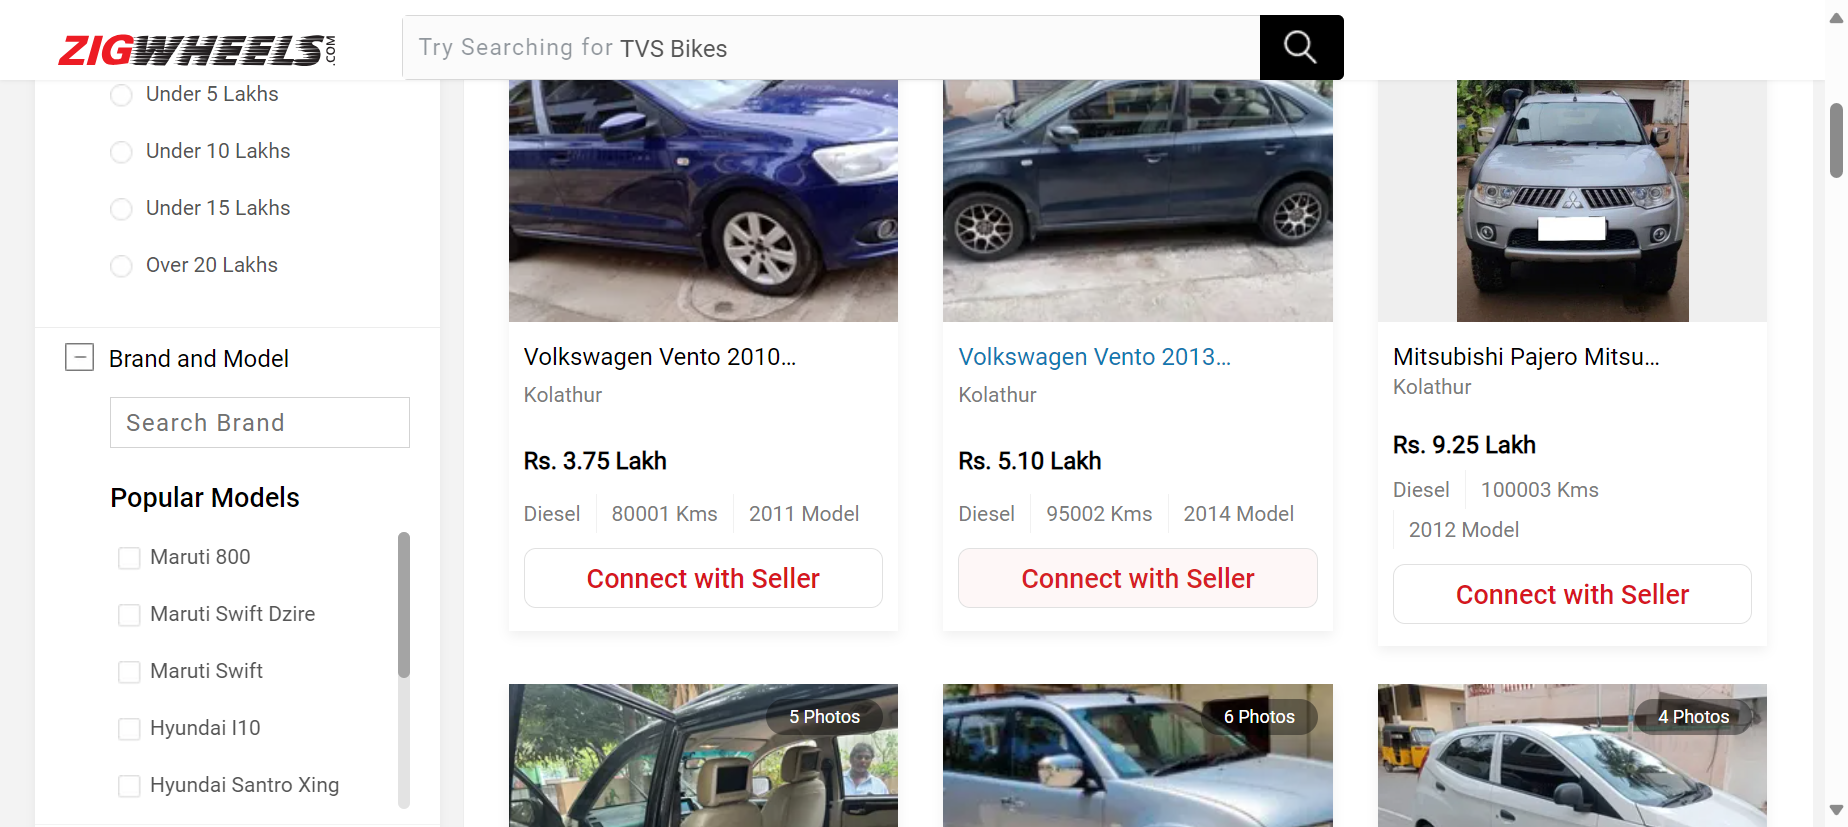 ZIGWHEELS.COM
Try Searching for TVS Bikes
Under 5 Lakhs
Under 10 Lakhs
Under 15 Lakhs
Over 20 Lakhs
Brand and Model
Search Brand
Popular Models
Maruti 800
Maruti Swift Dzire
Maruti Swift
Hyundai I10
Hyundai Santro Xing
Volkswagen Vento 2010...
Kolathur
Rs. 3.75 Lakh
Diesel 80001 Kms 2011 Model
Connect with Seller
Volkswagen Vento 2013...
Kolathur
Rs. 5.10 Lakh
Diesel 95002 Kms 2014 Model
Connect with Seller
Mitsubishi Pajero Mitsu...
Kolathur
Rs. 9.25 Lakh
Diesel 100003 Kms
2012 Model
Connect with Seller
5 Photos
6 Photos
4 Photos